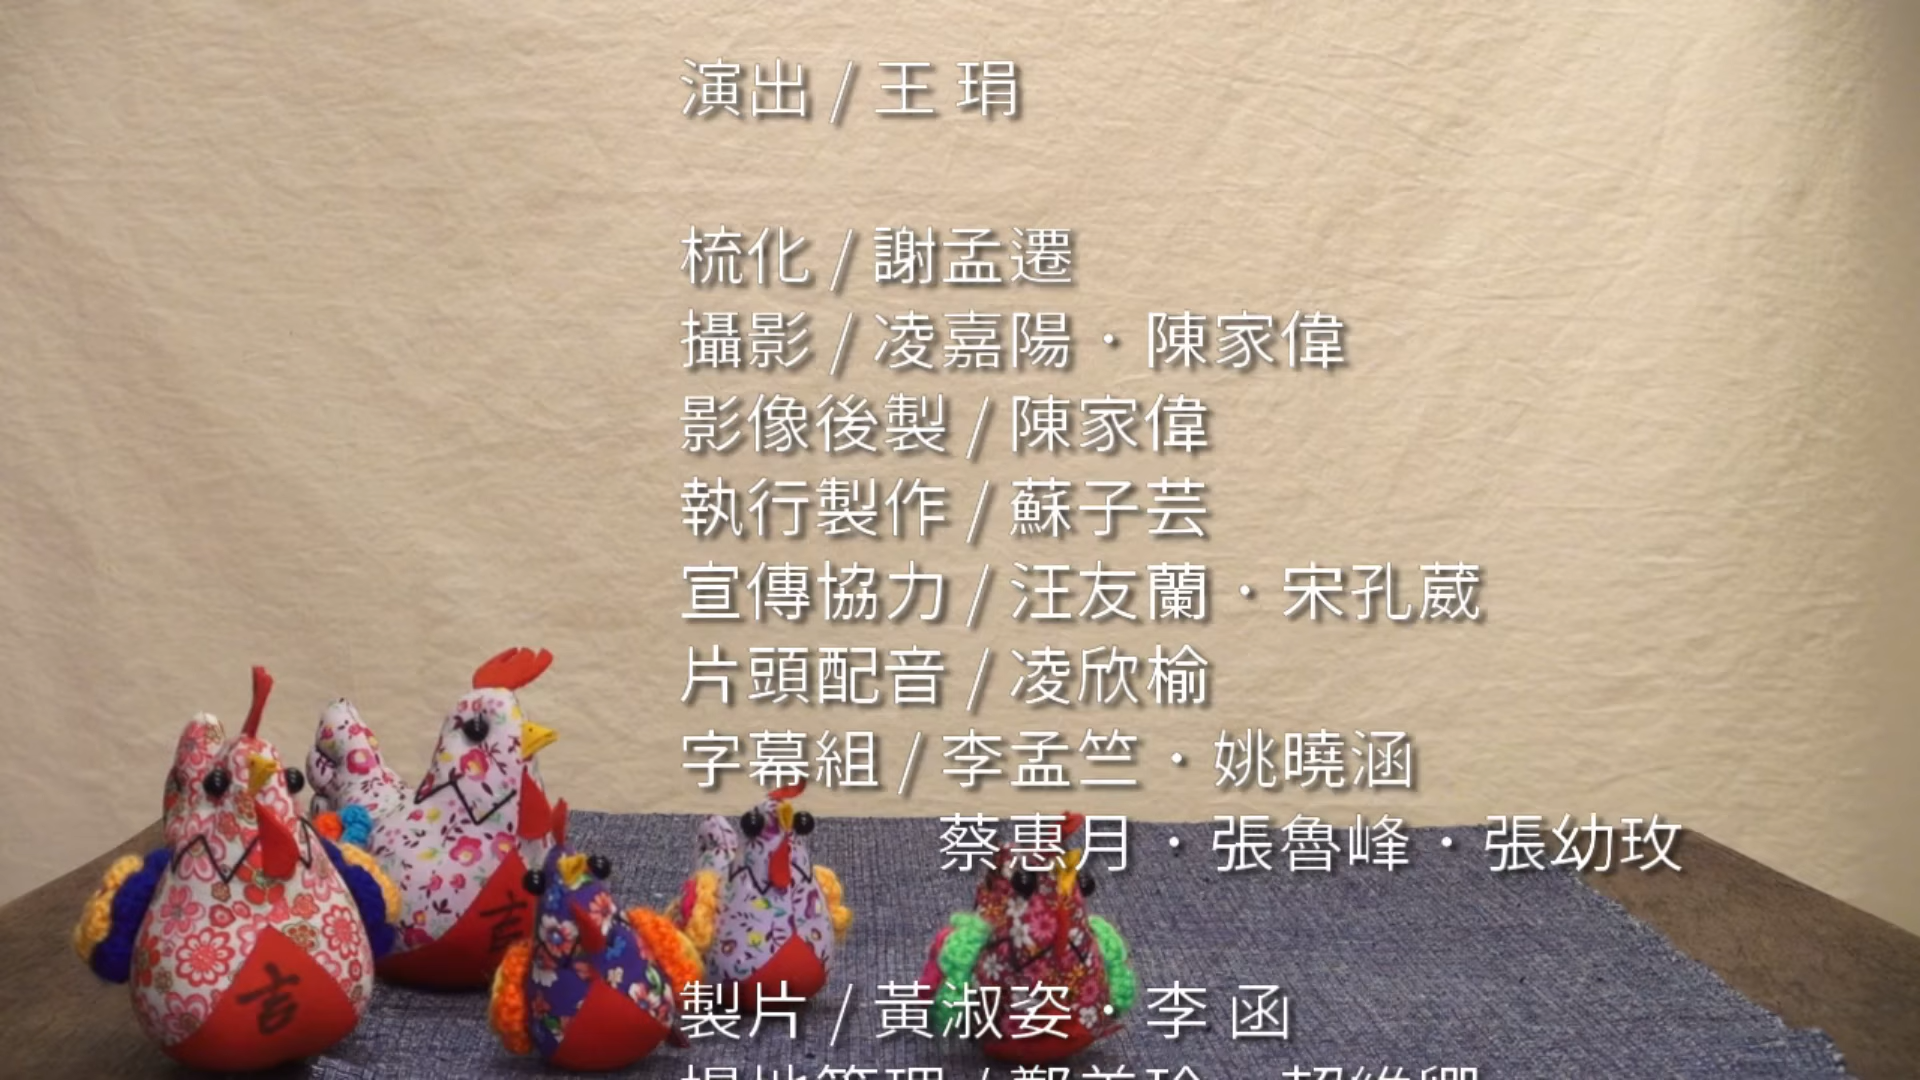 演出 / 王 琄
梳化 / 謝孟遷
攝影 / 凌嘉陽・陳家偉
影像後製 / 陳家偉
執行製作 / 蘇子芸
宣傳協力 / 汪友蘭・宋孔葳
片頭配音 / 凌欣榆
字幕組 / 李孟竺・姚曉涵
蔡惠月・張魯峰・張幼玫
吉
吉
製片 / 黃淑姿・李 函